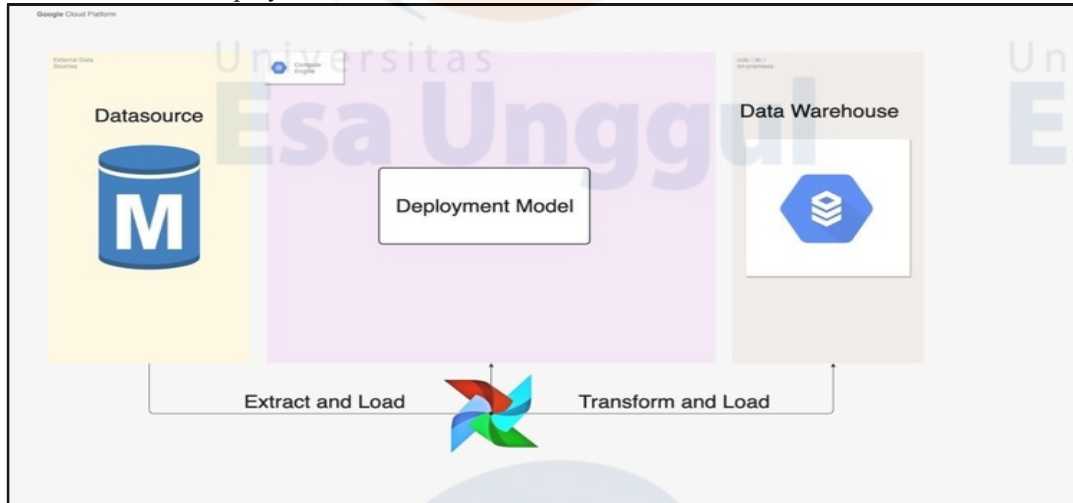 Google Cloud Platform
External Data
Sources
Compute
Engine
Universitas
Esa Unggul
Un
E
Datasource
M
Deployment Model
Data Warehouse
Extract and Load
Transform and Load